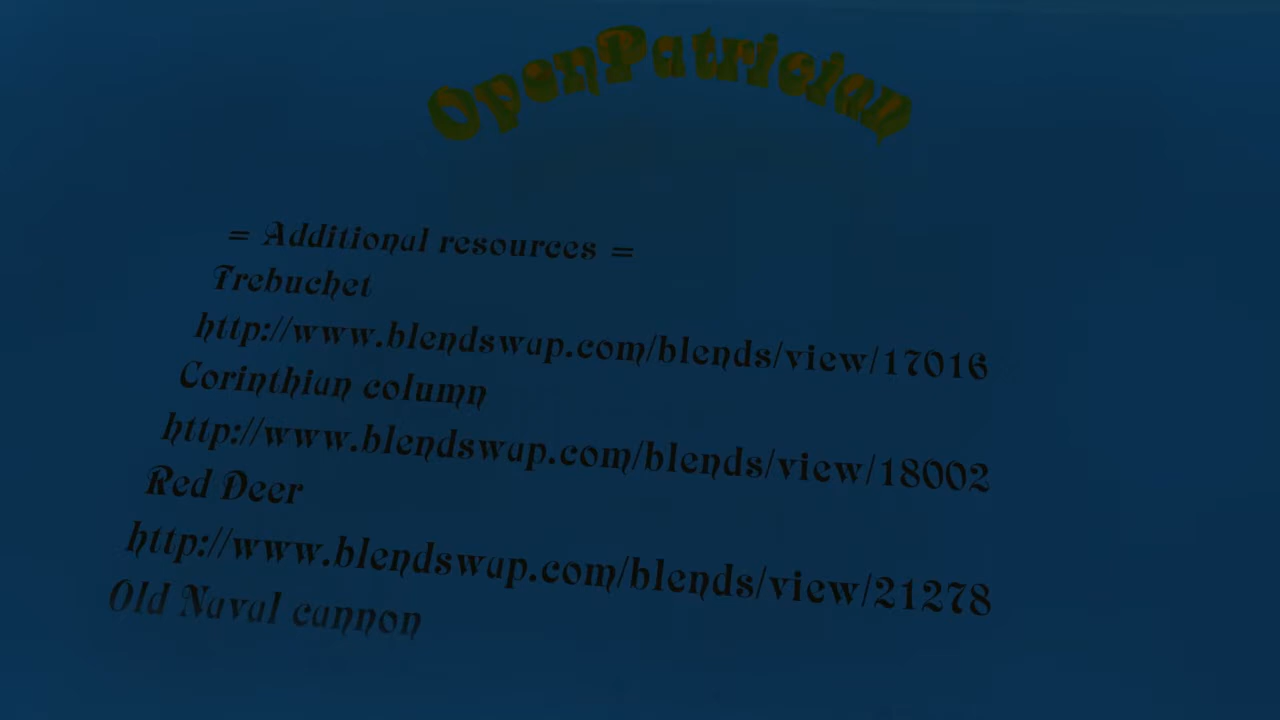 OpenPatrician
= Additional resources =
Trebuchet
http://www.blendswap.com/blends/view/17016
Corinthian column
http://www.blendswap.com/blends/view/18002
Red Deer
http://www.blendswap.com/blends/view/21278
Old Naval cannon